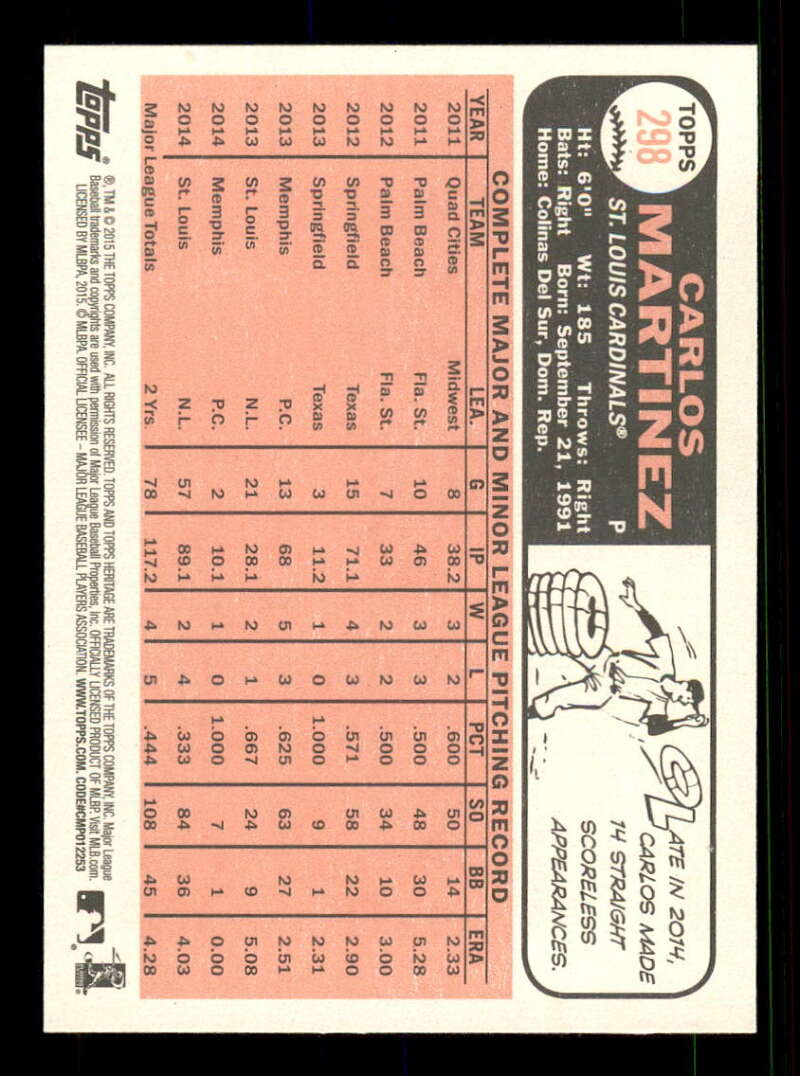 TOPPS
298
CARLOS
MARTINEZ
ST. LOUIS CARDINALS® P
Ht: 6'0" Wt: 185 Throws: Right
Bats: Right Born: September 21, 1991
Home: Colinas Del Sur, Dom. Rep.
LATE IN 2014,
CARLOS MADE
14 STRAIGHT
SCORELESS
APPEARANCES.
COMPLETE MAJOR AND MINOR LEAGUE PITCHING RECORD
YEAR TEAM LEA. G IP W L PCT SO BB ERA
2011 Quad Cities Midwest 8 38.2 3 2 .600 50 14 2.33
2011 Palm Beach Fla. St. 10 46 3 3 .500 48 30 5.28
2012 Palm Beach Fla. St. 7 33 2 2 .500 34 10 3.00
2012 Springfield Texas 15 71.1 4 3 .571 58 22 2.90
2013 Springfield Texas 3 11.2 1 0 1.000 9 1 2.31
2013 Memphis P.C. 13 68 5 3 .625 63 27 2.51
2013 St. Louis N.L. 21 28.1 2 1 .667 24 9 5.08
2014 Memphis P.C. 2 10.1 1 0 1.000 7 1 0.00
2014 St. Louis N.L. 57 89.1 2 4 .333 84 36 4.03
Major League Totals 2 Yrs. 78 117.2 4 5 .444 108 45 4.28
topps®
®, TM & © 2015 THE TOPPS COMPANY, INC. ALL RIGHTS RESERVED. TOPPS AND TOPPS HERITAGE ARE TRADEMARKS OF THE TOPPS COMPANY, INC. Major League
Baseball trademarks and copyrights are used with permission of Major League Baseball Properties, Inc. OFFICIALLY LICENSED PRODUCT OF MLBP. Visit MLB.com.
LICENSED BY MLBPA, 2015. © MLBPA, OFFICIAL LICENSEE – MAJOR LEAGUE BASEBALL PLAYERS ASSOCIATION. WWW.TOPPS.COM. CODE#CMP012253